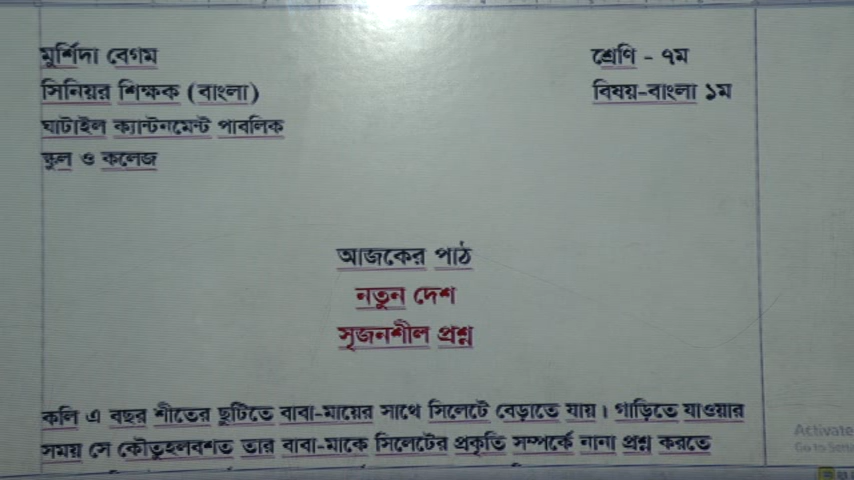 মুর্শিদা বেগম
শ্রেণি - ৭ম
সিনিয়র শিক্ষক (বাংলা)
বিষয়-বাংলা ১ম
ঘাটাইল ক্যান্টনমেন্ট পাবলিক
স্কুল ও কলেজ
আজকের পাঠ
নতুন দেশ
সৃজনশীল প্রশ্ন
কলি এ বছর শীতের ছুটিতে বাবা-মায়ের সাথে সিলেটে বেড়াতে যায়। গাড়িতে যাওয়ার
সময় সে কৌতুহলবশত তার বাবা-মাকে সিলেটের প্রকৃতি সম্পর্কে নানা প্রশ্ন করতে
Activate